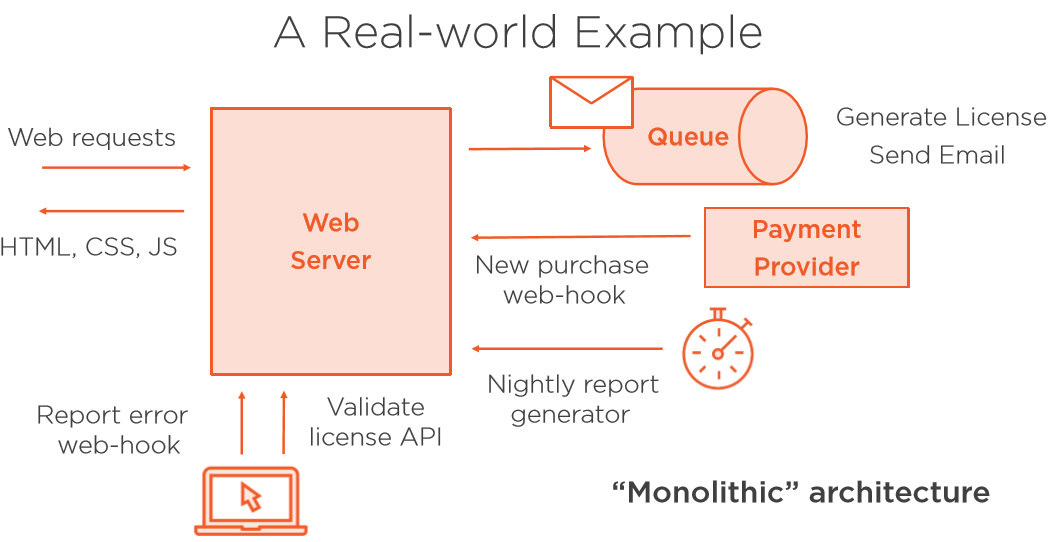 A Real-world Example
Web requests
HTML, CSS, JS
Web
Server
Queue
Generate License
Send Email
Payment
Provider
New purchase
web-hook
Nightly report
generator
Report error
web-hook
Validate
license API
“Monolithic” architecture